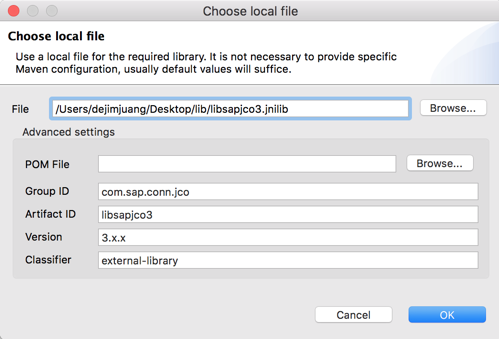 Choose local file
Choose local file
Use a local file for the required library. It is not necessary to provide specific
Maven configuration, usually default values will suffice.
File /Users/dejimjuang/Desktop/lib/libsapjco3.jnilib Browse...
Advanced settings
POM File Browse...
Group ID com.sap.conn.jco
Artifact ID libsapjco3
Version 3.x.x
Classifier external-library
Cancel OK